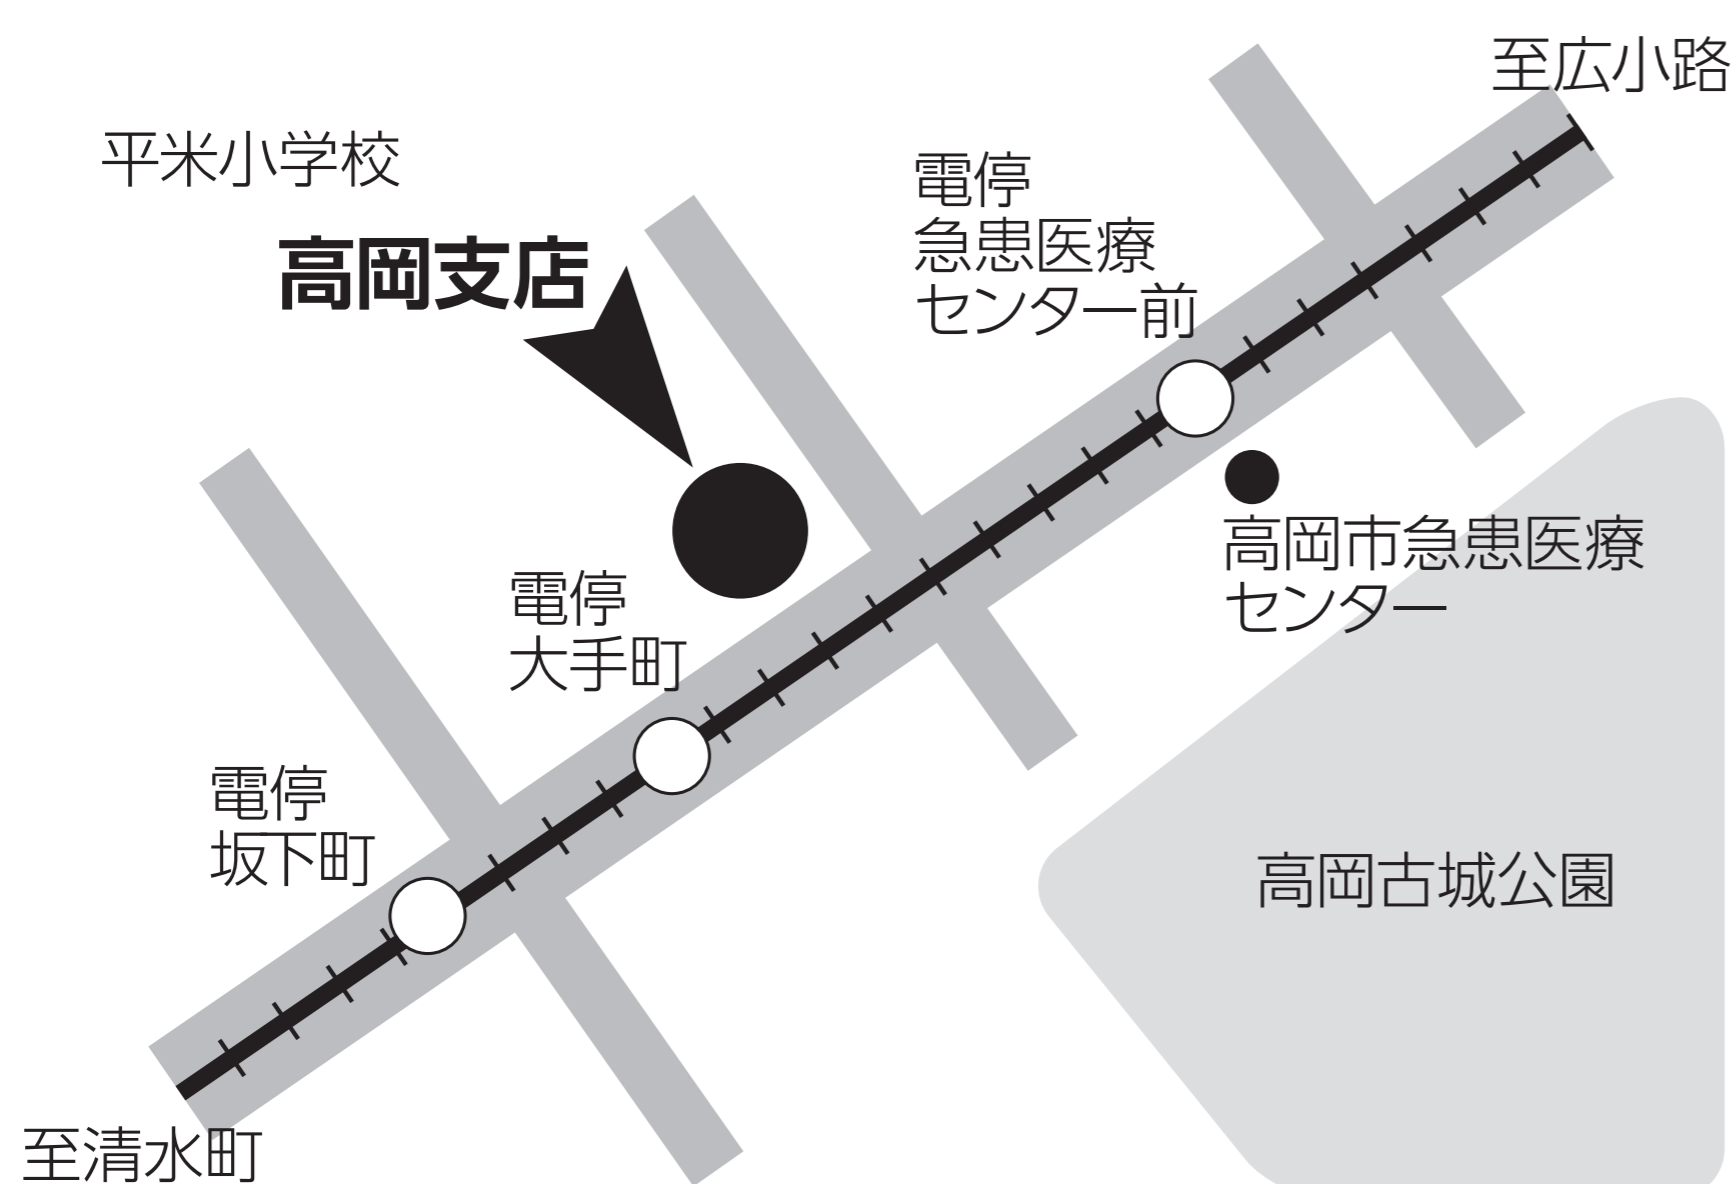 至広小路
平米小学校
高岡支店
電停
急患医療
センター前
高岡市急患医療
センター
電停
大手町
電停
坂下町
高岡古城公園
至清水町